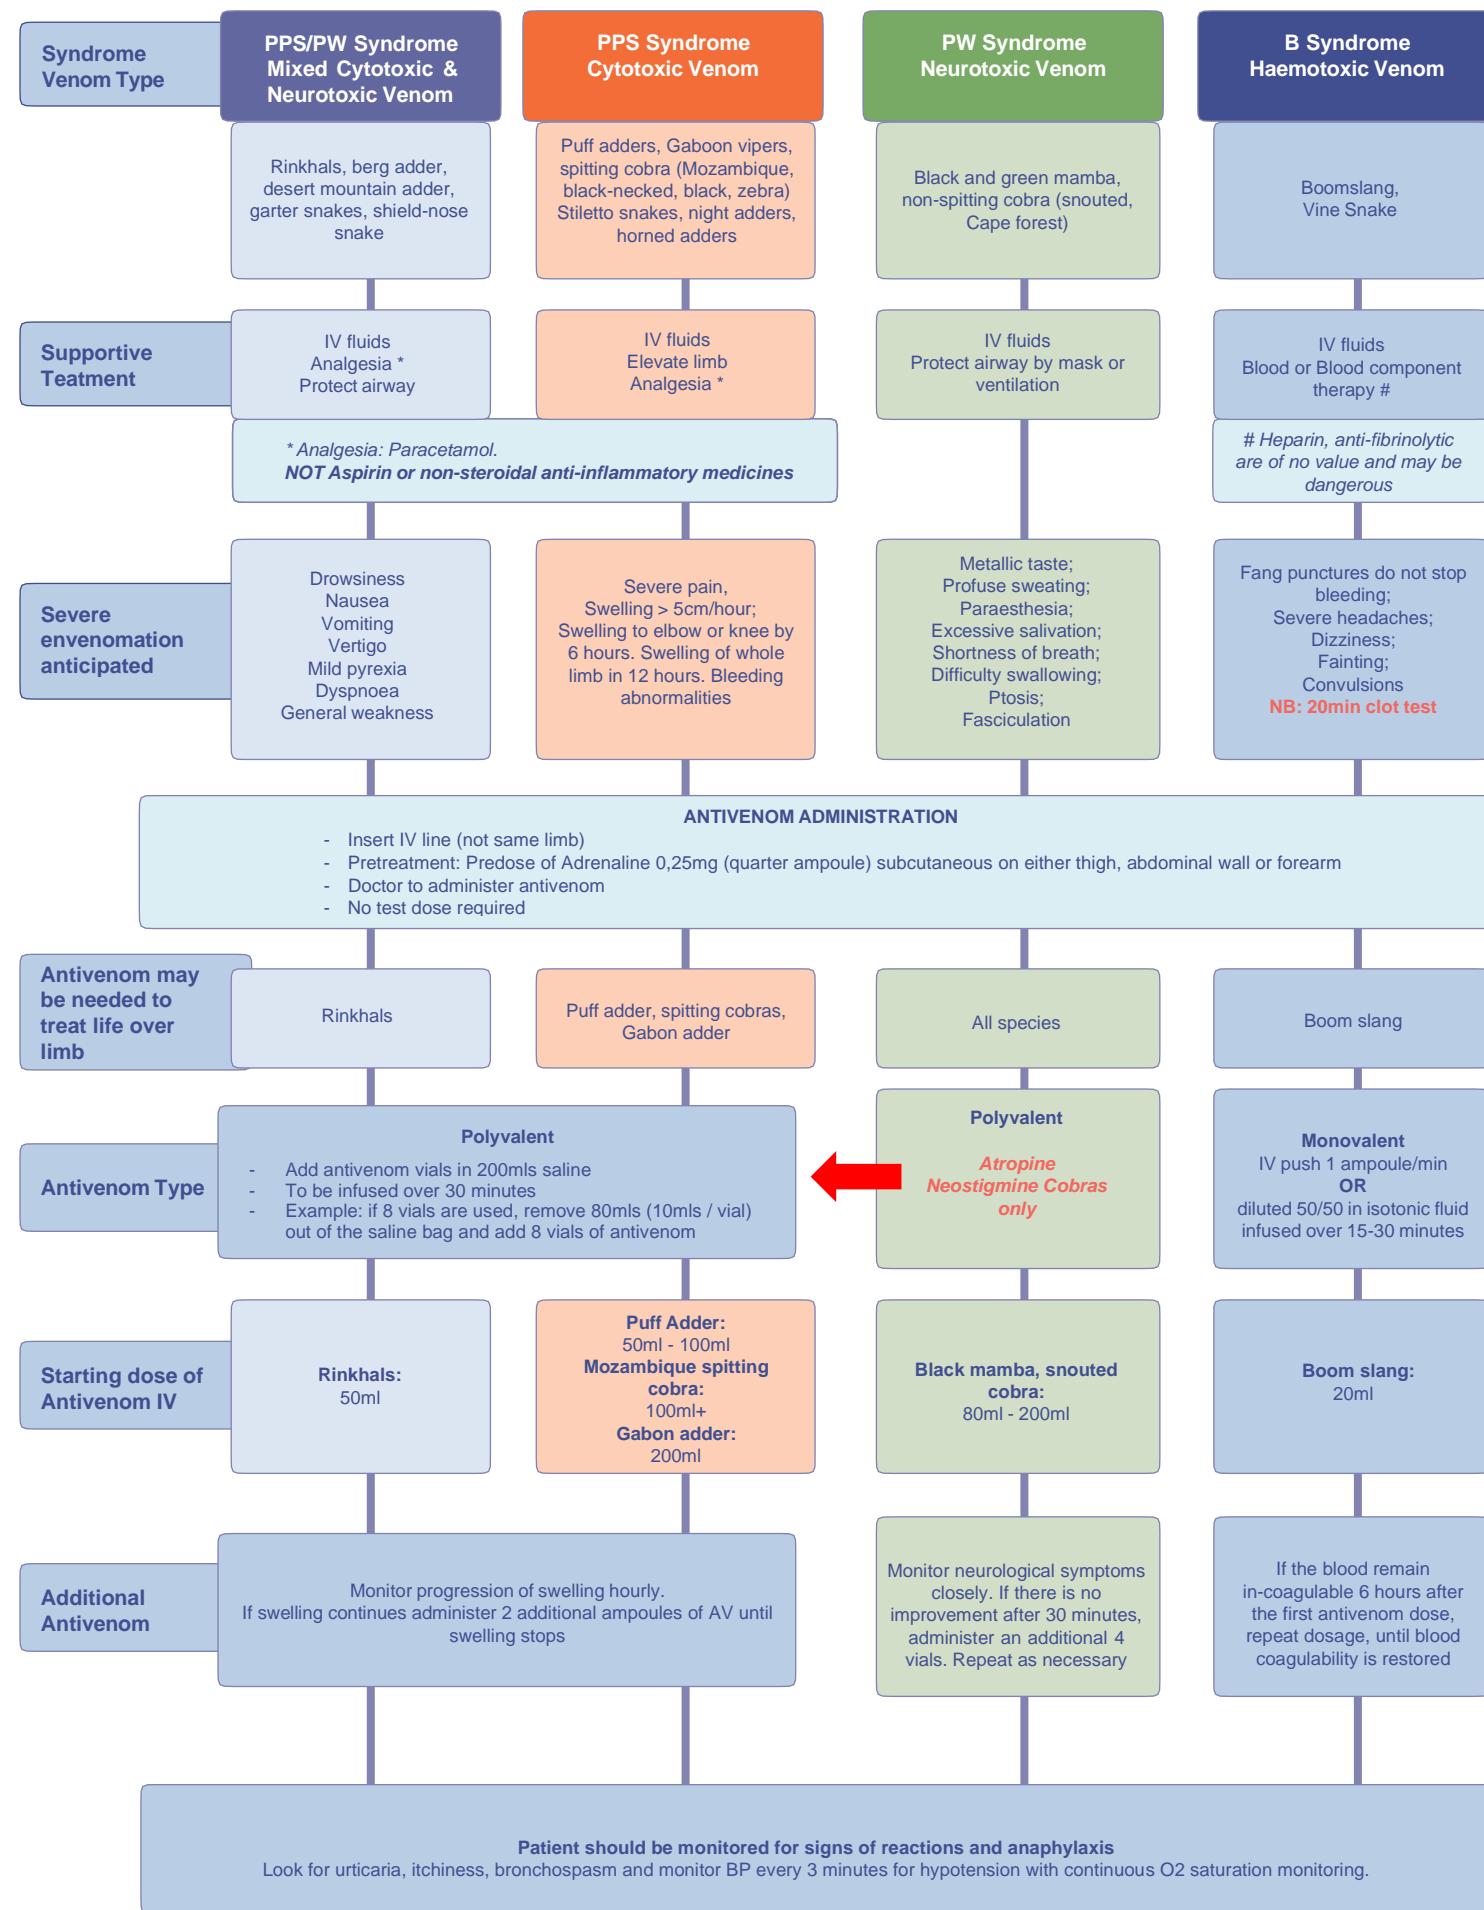 Syndrome
Venom Type
PPS/PW Syndrome
Mixed Cytotoxic &
Neurotoxic Venom
PPS Syndrome
Cytotoxic Venom
PW Syndrome
Neurotoxic Venom
B Syndrome
Haemotoxic Venom
Rinkhals, berg adder,
desert mountain adder,
garter snakes, shield-nose
snake
Puff adders, Gaboon vipers,
spitting cobra (Mozambique,
black-necked, black, zebra)
Stiletto snakes, night adders,
horned adders
Black and green mamba,
non-spitting cobra (snouted,
Cape forest)
Boomslang,
Vine Snake
Supportive
Teatment
IV fluids
Analgesia *
Protect airway
IV fluids
Elevate limb
Analgesia *
IV fluids
Protect airway by mask or
ventilation
IV fluids
Blood or Blood component
therapy #
* Analgesia: Paracetamol.
NOT Aspirin or non-steroidal anti-inflammatory medicines
# Heparin, anti-fibrinolytic
are of no value and may be
dangerous
Severe
envenomation
anticipated
Drowsiness
Nausea
Vomiting
Vertigo
Mild pyrexia
Dyspnoea
General weakness
Severe pain,
Swelling > 5cm/hour;
Swelling to elbow or knee by
6 hours. Swelling of whole
limb in 12 hours. Bleeding
abnormalities
Metallic taste;
Profuse sweating;
Paraesthesia;
Excessive salivation;
Shortness of breath;
Difficulty swallowing;
Ptosis;
Fasciculation
Fang punctures do not stop
bleeding;
Severe headaches;
Dizziness;
Fainting;
Convulsions
NB: 20min clot test
ANTIVENOM ADMINISTRATION
- Insert IV line (not same limb)
- Pretreatment: Predose of Adrenaline 0,25mg (quarter ampoule) subcutaneous on either thigh, abdominal wall or forearm
- Doctor to administer antivenom
- No test dose required
Antivenom may
be needed to
treat life over
limb
Rinkhals
Puff adder, spitting cobras,
Gabon adder
All species
Boom slang
Antivenom Type
Polyvalent
- Add antivenom vials in 200mls saline
- To be infused over 30 minutes
- Example: if 8 vials are used, remove 80mls (10mls / vial)
out of the saline bag and add 8 vials of antivenom
Polyvalent
Atropine
Neostigmine Cobras
only
Monovalent
IV push 1 ampoule/min
OR
diluted 50/50 in isotonic fluid
infused over 15-30 minutes
Starting dose of
Antivenom IV
Rinkhals:
50ml
Puff Adder:
50ml - 100ml
Mozambique spitting
cobra:
100ml+
Gabon adder:
200ml
Black mamba, snouted
cobra:
80ml - 200ml
Boom slang:
20ml
Additional
Antivenom
Monitor progression of swelling hourly.
If swelling continues administer 2 additional ampoules of AV until
swelling stops
Monitor neurological symptoms
closely. If there is no
improvement after 30 minutes,
administer an additional 4
vials. Repeat as necessary
If the blood remain
in-coagulable 6 hours after
the first antivenom dose,
repeat dosage, until blood
coagulability is restored
Patient should be monitored for signs of reactions and anaphylaxis
Look for urticaria, itchiness, bronchospasm and monitor BP every 3 minutes for hypotension with continuous O2 saturation monitoring.